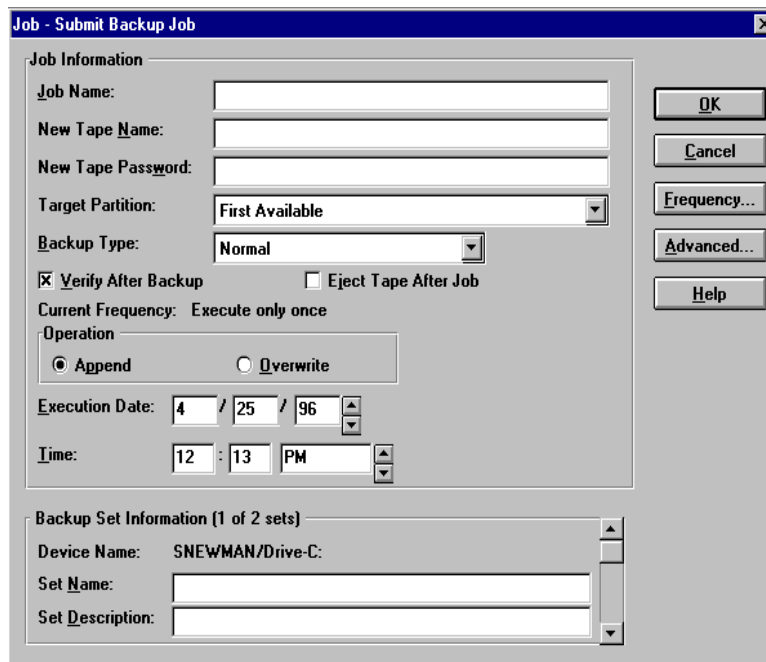 Job - Submit Backup Job
Job Information
Job Name:
New Tape Name:
New Tape Password:
Target Partition: First Available
Backup Type: Normal
Verify After Backup Eject Tape After Job
Current Frequency: Execute only once
Operation
Append Overwrite
Execution Date: 4 / 25 / 96
Time: 12 : 13 PM
Backup Set Information (1 of 2 sets)
Device Name: SNEWMAN/Drive-C:
Set Name:
Set Description:
OK
Cancel
Frequency...
Advanced...
Help